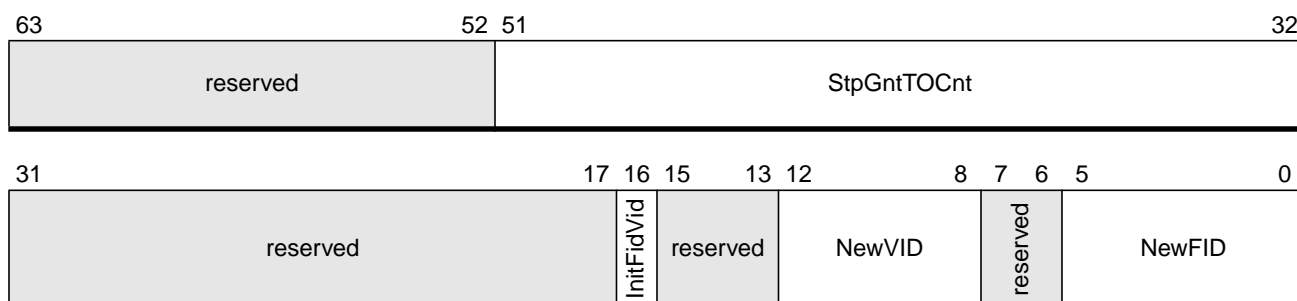 63 52 51 32
reserved StpGntTOCnt
31 17 16 15 13 12 8 7 6 5 0
reserved InitFidVid reserved NewVID reserved NewFID